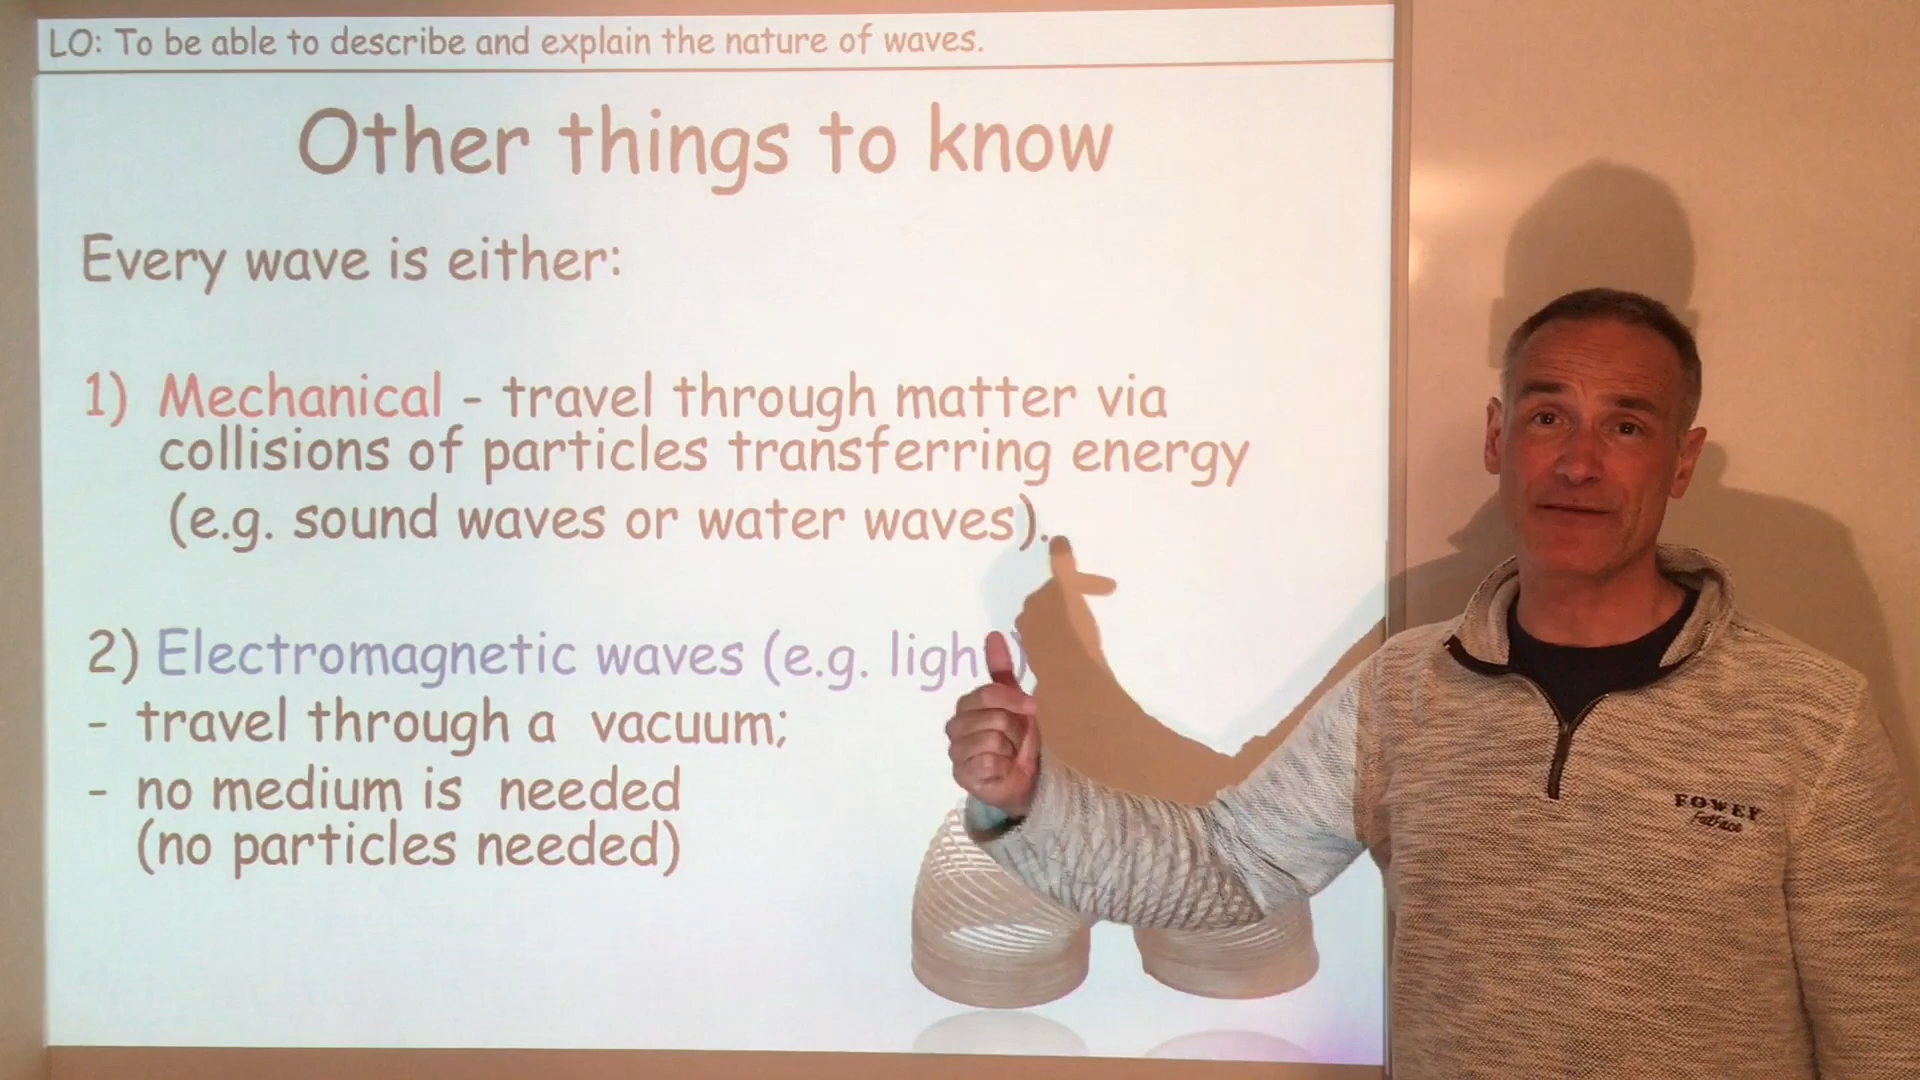 LO: To be able to describe and explain the nature of waves.
Other things to know
Every wave is either:
1) Mechanical - travel through matter via
collisions of particles transferring energy
(e.g. sound waves or water waves).
2) Electromagnetic waves (e.g. light)
- travel through a vacuum;
- no medium is needed
(no particles needed)
FOWEY
FatFace